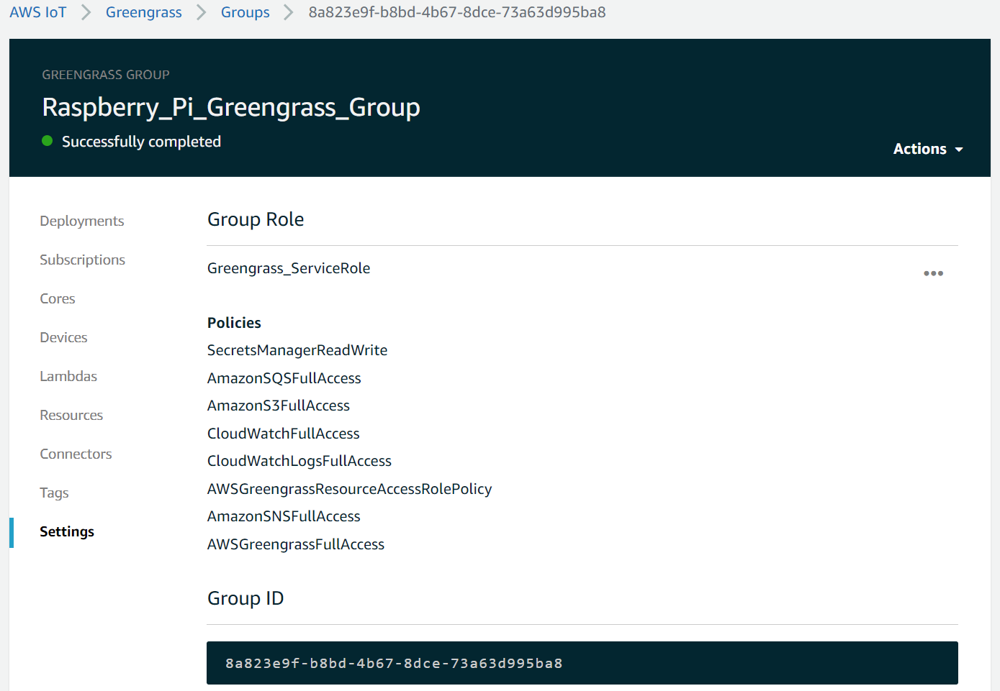 AWS IoT > Greengrass > Groups > 8a823e9f-b8bd-4b67-8dce-73a63d995ba8
GREENGRASS GROUP
Raspberry_Pi_Greengrass_Group
Successfully completed
Actions
Deployments
Subscriptions
Cores
Devices
Lambdas
Resources
Connectors
Tags
Settings
Group Role
Greengrass_ServiceRole
•••
Policies
SecretsManagerReadWrite
AmazonSQSFullAccess
AmazonS3FullAccess
CloudWatchFullAccess
CloudWatchLogsFullAccess
AWSGreengrassResourceAccessRolePolicy
AmazonSNSFullAccess
AWSGreengrassFullAccess
Group ID
8a823e9f-b8bd-4b67-8dce-73a63d995ba8